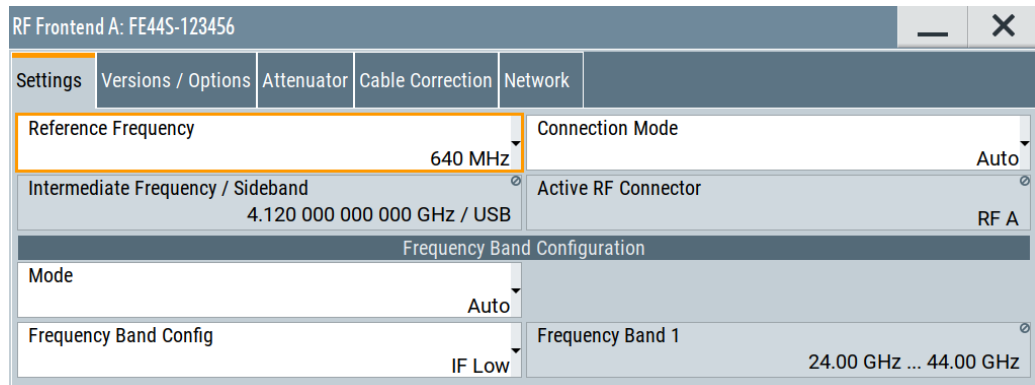 RF Frontend A: FE44S-123456
Settings Versions / Options Attenuator Cable Correction Network
Reference Frequency
640 MHz
Connection Mode
Auto
Intermediate Frequency / Sideband
4.120 000 000 000 GHz / USB
Active RF Connector
RF A
Frequency Band Configuration
Mode
Auto
Frequency Band Config
IF Low
Frequency Band 1
24.00 GHz ... 44.00 GHz